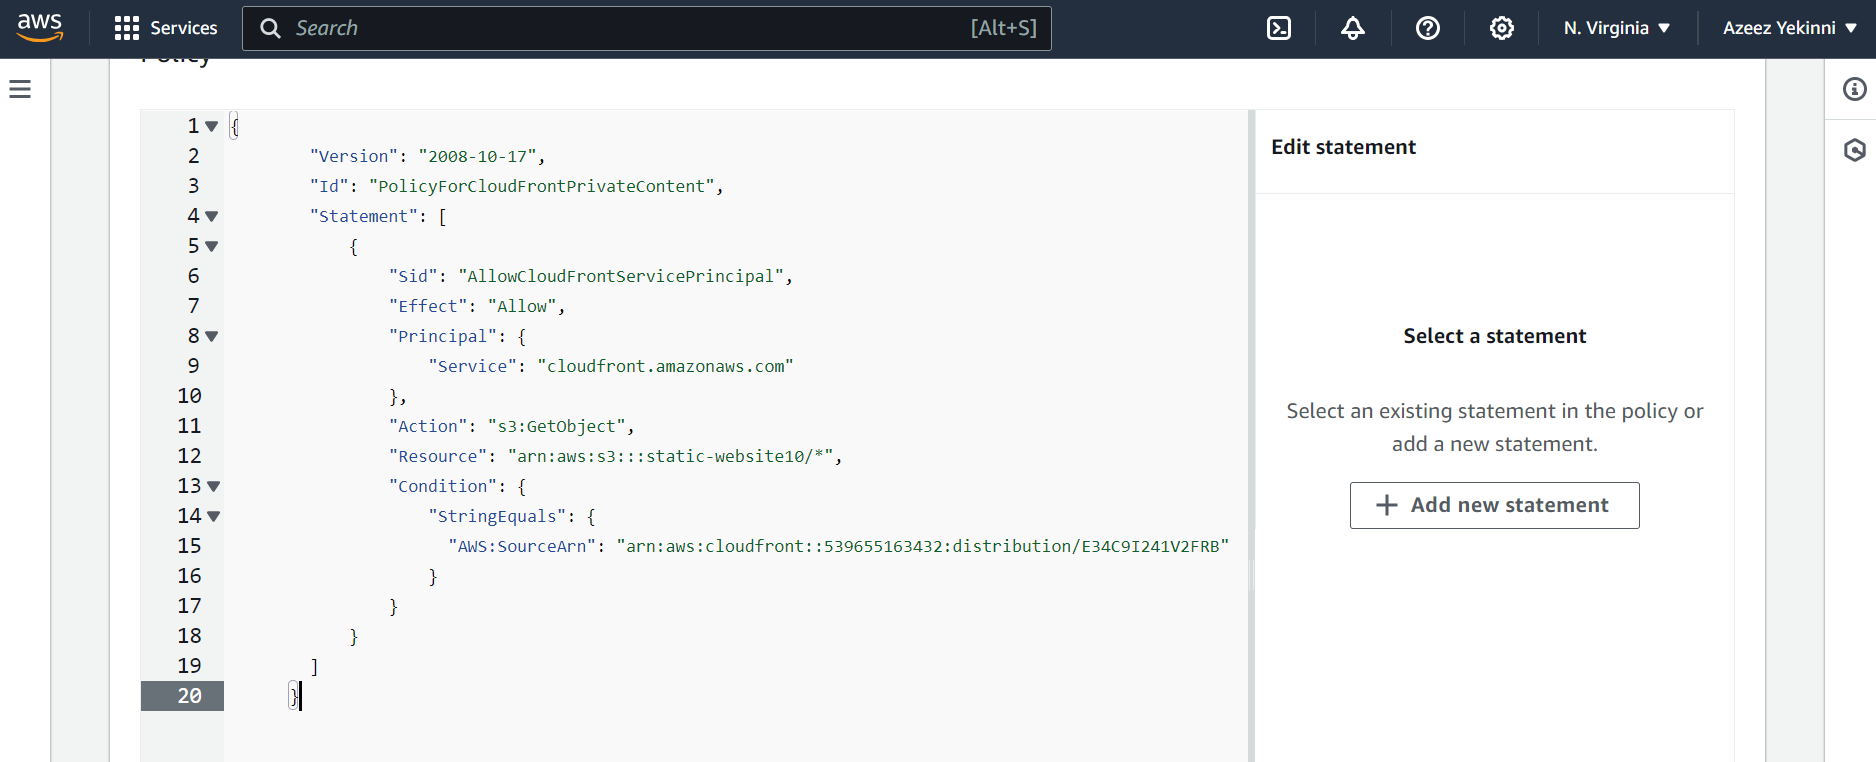 aws Services Search [Alt+S] N. Virginia Azeez Yekinni
Policy
1 {
2 "Version": "2008-10-17",
3 "Id": "PolicyForCloudFrontPrivateContent",
4 "Statement": [
5 {
6 "Sid": "AllowCloudFrontServicePrincipal",
7 "Effect": "Allow",
8 "Principal": {
9 "Service": "cloudfront.amazonaws.com"
10 },
11 "Action": "s3:GetObject",
12 "Resource": "arn:aws:s3:::static-website10/*",
13 "Condition": {
14 "StringEquals": {
15 "AWS:SourceArn": "arn:aws:cloudfront::539655163432:distribution/E34C9I241V2FRB"
16 }
17 }
18 }
19 ]
20 }
Edit statement
Select a statement
Select an existing statement in the policy or
add a new statement.
+ Add new statement